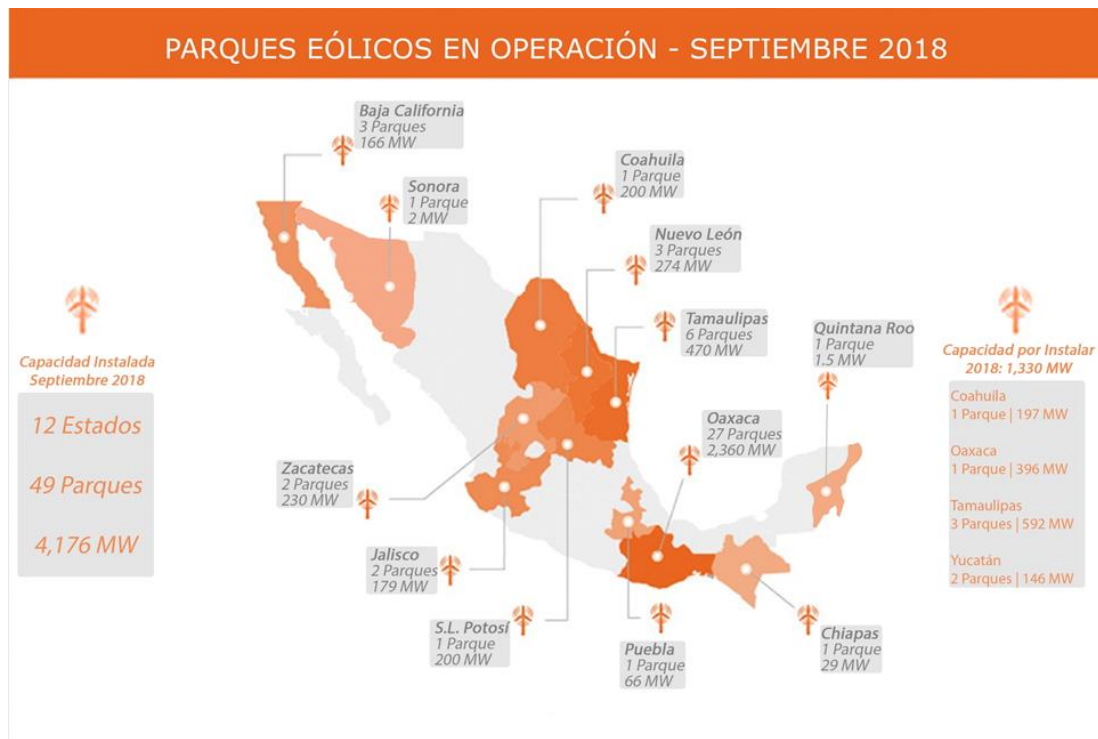 PARQUES EÓLICOS EN OPERACIÓN - SEPTIEMBRE 2018
Baja California
3 Parques
166 MW
Sonora
1 Parque
2 MW
Coahuila
1 Parque
200 MW
Nuevo León
3 Parques
274 MW
Tamaulipas
6 Parques
470 MW
Quintana Roo
1 Parque
1.5 MW
Oaxaca
27 Parques
2,360 MW
Zacatecas
2 Parques
230 MW
Jalisco
2 Parques
179 MW
S.L. Potosí
1 Parque
200 MW
Puebla
1 Parque
66 MW
Chiapas
1 Parque
29 MW
Capacidad Instalada
Septiembre 2018
12 Estados
49 Parques
4,176 MW
Capacidad por Instalar
2018: 1,330 MW
Coahuila
1 Parque | 197 MW
Oaxaca
1 Parque | 396 MW
Tamaulipas
3 Parques | 592 MW
Yucatán
2 Parques | 146 MW